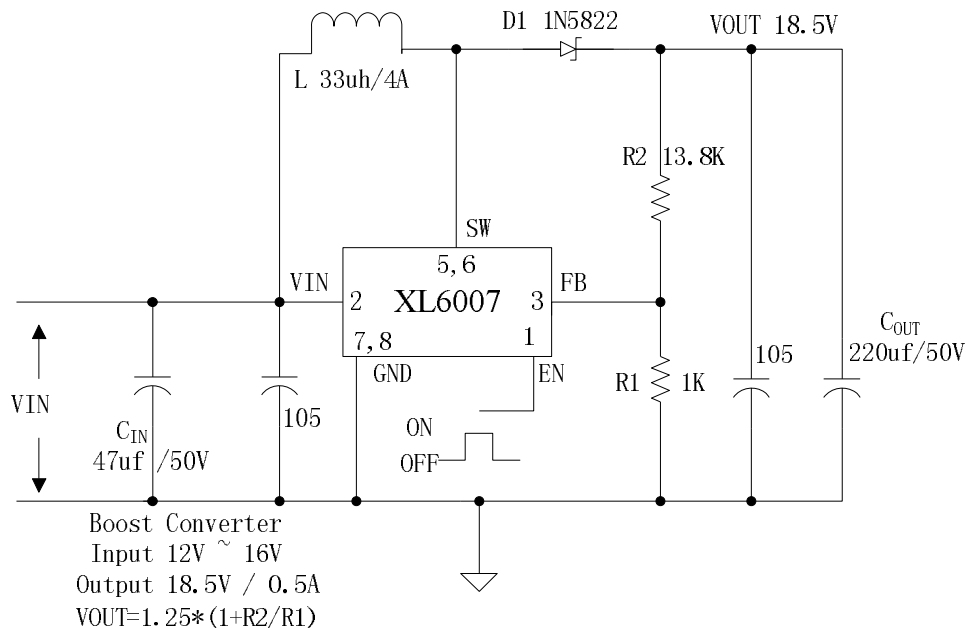 D1 1N5822
VOUT 18.5V
L 33uh/4A
R2 13.8K
SW
5,6
VIN
FB
2
XL6007
3
7,8
1
GND
EN
C_OUT
220uf/50V
105
R1 1K
VIN
105
ON
OFF
C_IN
47uf/50V
Boost Converter
Input 12V ~ 16V
Output 18.5V / 0.5A
VOUT=1.25*(1+R2/R1)